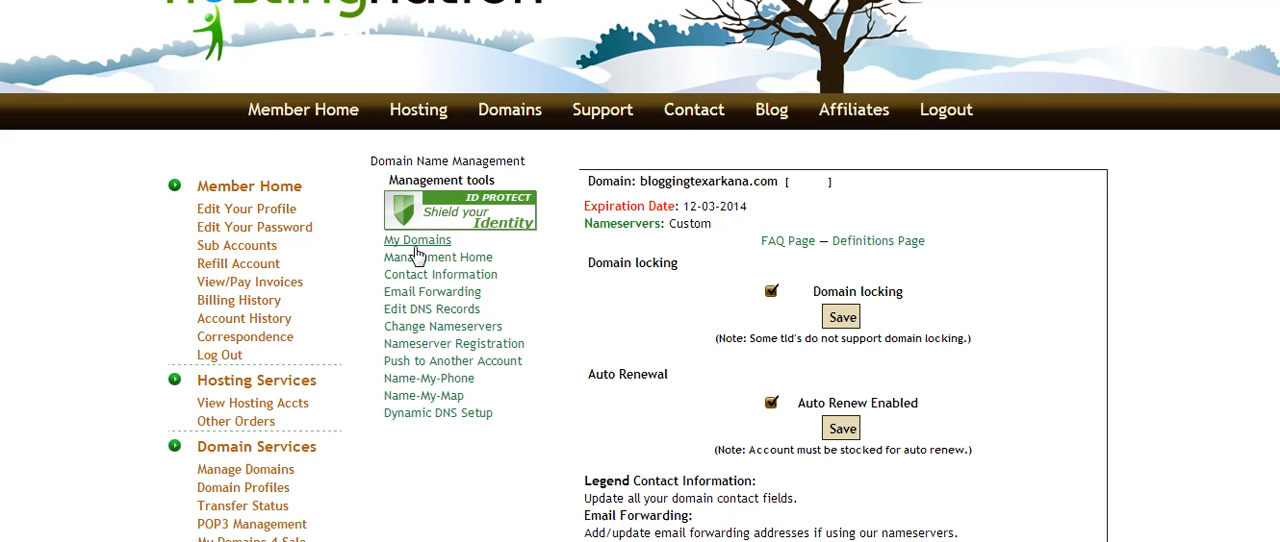 hostingnation
Member Home Hosting Domains Support Contact Blog Affiliates Logout
Member Home
Edit Your Profile
Edit Your Password
Sub Accounts
Refill Account
View/Pay Invoices
Billing History
Account History
Correspondence
Log Out
Hosting Services
View Hosting Accts
Other Orders
Domain Services
Manage Domains
Domain Profiles
Transfer Status
POP3 Management
My Domains 4 Sale
Domain Name Management
Management tools
ID PROTECT
Shield your
Identity
My Domains
Management Home
Contact Information
Email Forwarding
Edit DNS Records
Change Nameservers
Nameserver Registration
Push to Another Account
Name-My-Phone
Name-My-Map
Dynamic DNS Setup
Domain: bloggingtexarkana.com [ ]
Expiration Date: 12-03-2014
Nameservers: Custom
FAQ Page — Definitions Page
Domain locking
Domain locking
Save
(Note: Some tld's do not support domain locking.)
Auto Renewal
Auto Renew Enabled
Save
(Note: Account must be stocked for auto renew.)
Legend Contact Information:
Update all your domain contact fields.
Email Forwarding:
Add/update email forwarding addresses if using our nameservers.